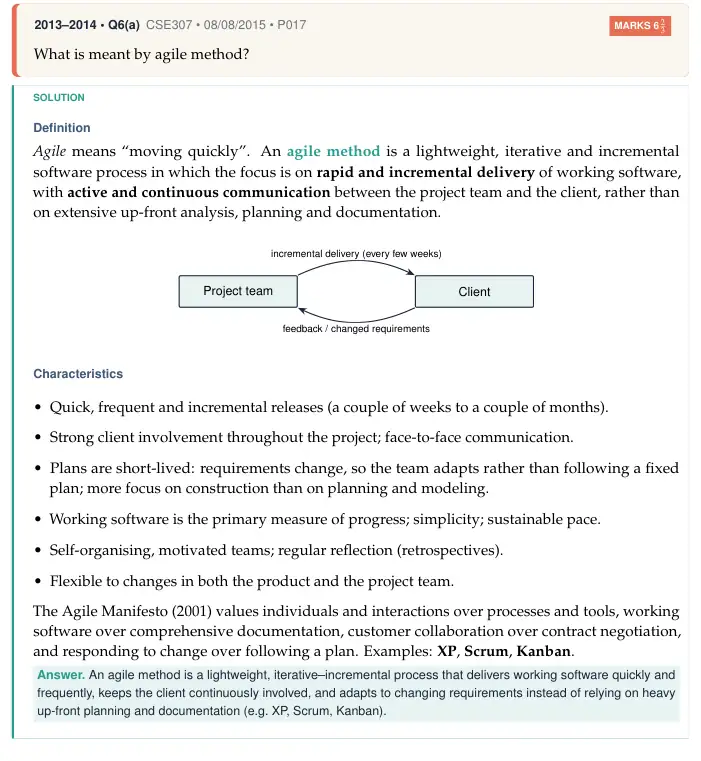 2013–2014 • Q6(a) CSE307 • 08/08/2015 • P017
MARKS 6 2/3
What is meant by agile method?
SOLUTION
Definition
Agile means “moving quickly”. An agile method is a lightweight, iterative and incremental
software process in which the focus is on rapid and incremental delivery of working software,
with active and continuous communication between the project team and the client, rather than
on extensive up-front analysis, planning and documentation.
incremental delivery (every few weeks)
Project team
Client
feedback / changed requirements
Characteristics
• Quick, frequent and incremental releases (a couple of weeks to a couple of months).
• Strong client involvement throughout the project; face-to-face communication.
• Plans are short-lived: requirements change, so the team adapts rather than following a fixed
plan; more focus on construction than on planning and modeling.
• Working software is the primary measure of progress; simplicity; sustainable pace.
• Self-organising, motivated teams; regular reflection (retrospectives).
• Flexible to changes in both the product and the project team.
The Agile Manifesto (2001) values individuals and interactions over processes and tools, working
software over comprehensive documentation, customer collaboration over contract negotiation,
and responding to change over following a plan. Examples: XP, Scrum, Kanban.
Answer. An agile method is a lightweight, iterative–incremental process that delivers working software quickly and
frequently, keeps the client continuously involved, and adapts to changing requirements instead of relying on heavy
up-front planning and documentation (e.g. XP, Scrum, Kanban).